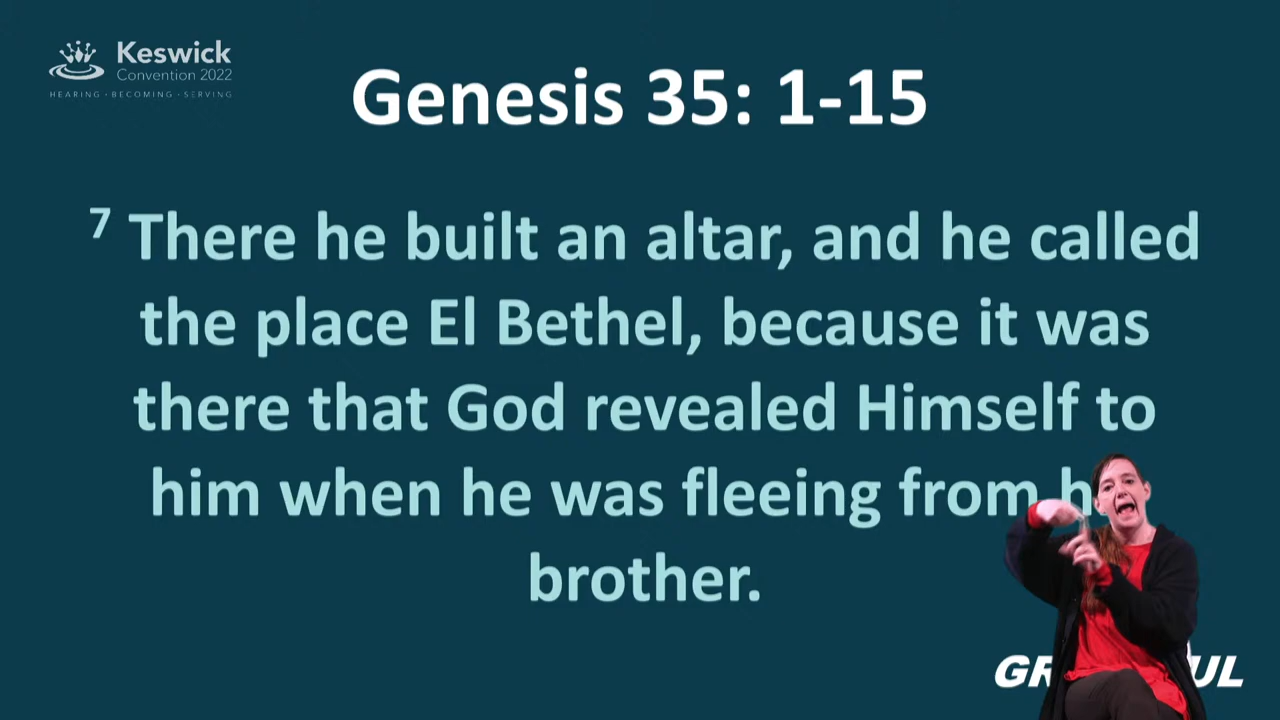 Keswick
Convention 2022
HEARING · BECOMING · SERVING
Genesis 35: 1-15
7 There he built an altar, and he called
the place El Bethel, because it was
there that God revealed Himself to
him when he was fleeing from
brother.